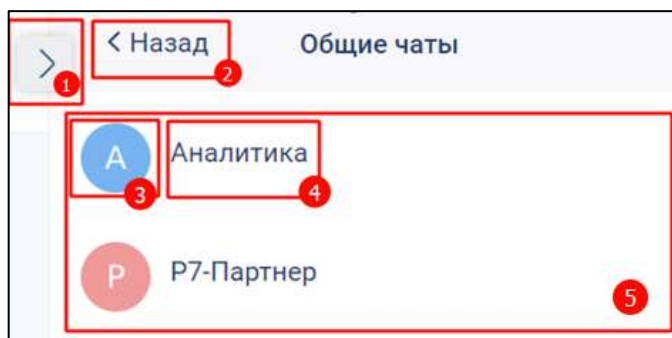 < Назад Общие чаты
> 1
2
А Аналитика
3 4
Р Р7-Партнер
5